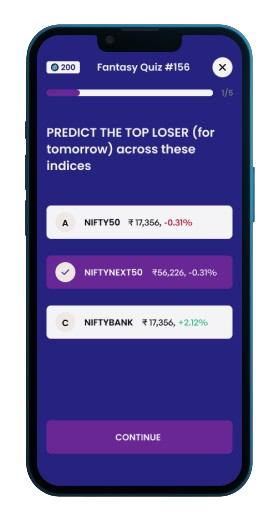 200 Fantasy Quiz #156
1/5
PREDICT THE TOP LOSER (for
tomorrow) across these
indices
A NIFTY50 ₹ 17,356, -0.31%
NIFTYNEXT50 ₹56,226, -0.31%
C NIFTYBANK ₹ 17,356, +2.12%
CONTINUE